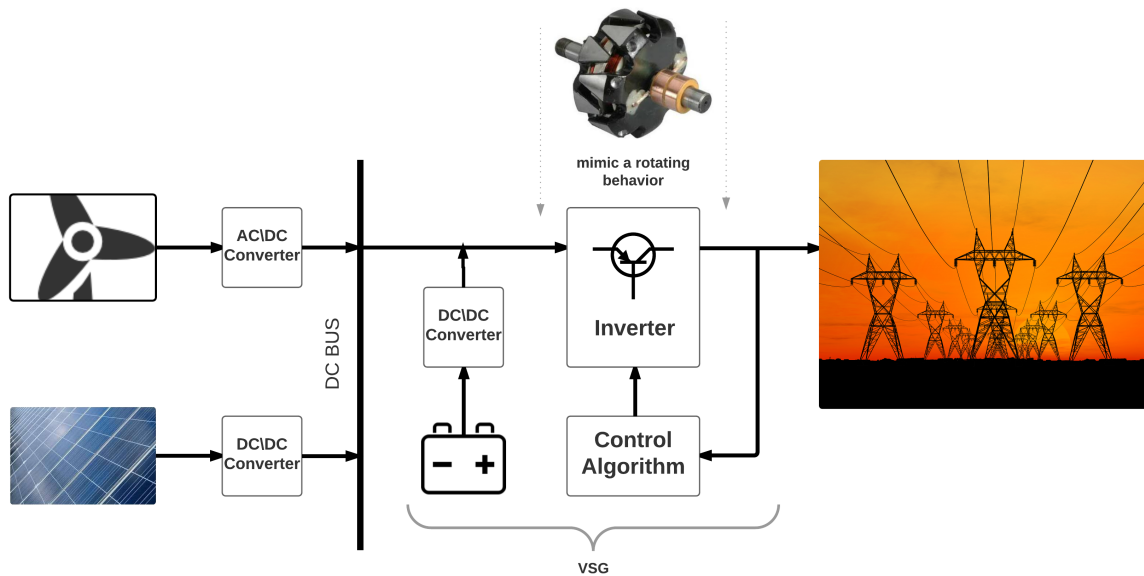 mimic a rotating
behavior
AC\DC
Converter
DC\DC
Converter
Inverter
DC BUS
DC\DC
Converter
Control
Algorithm
VSG